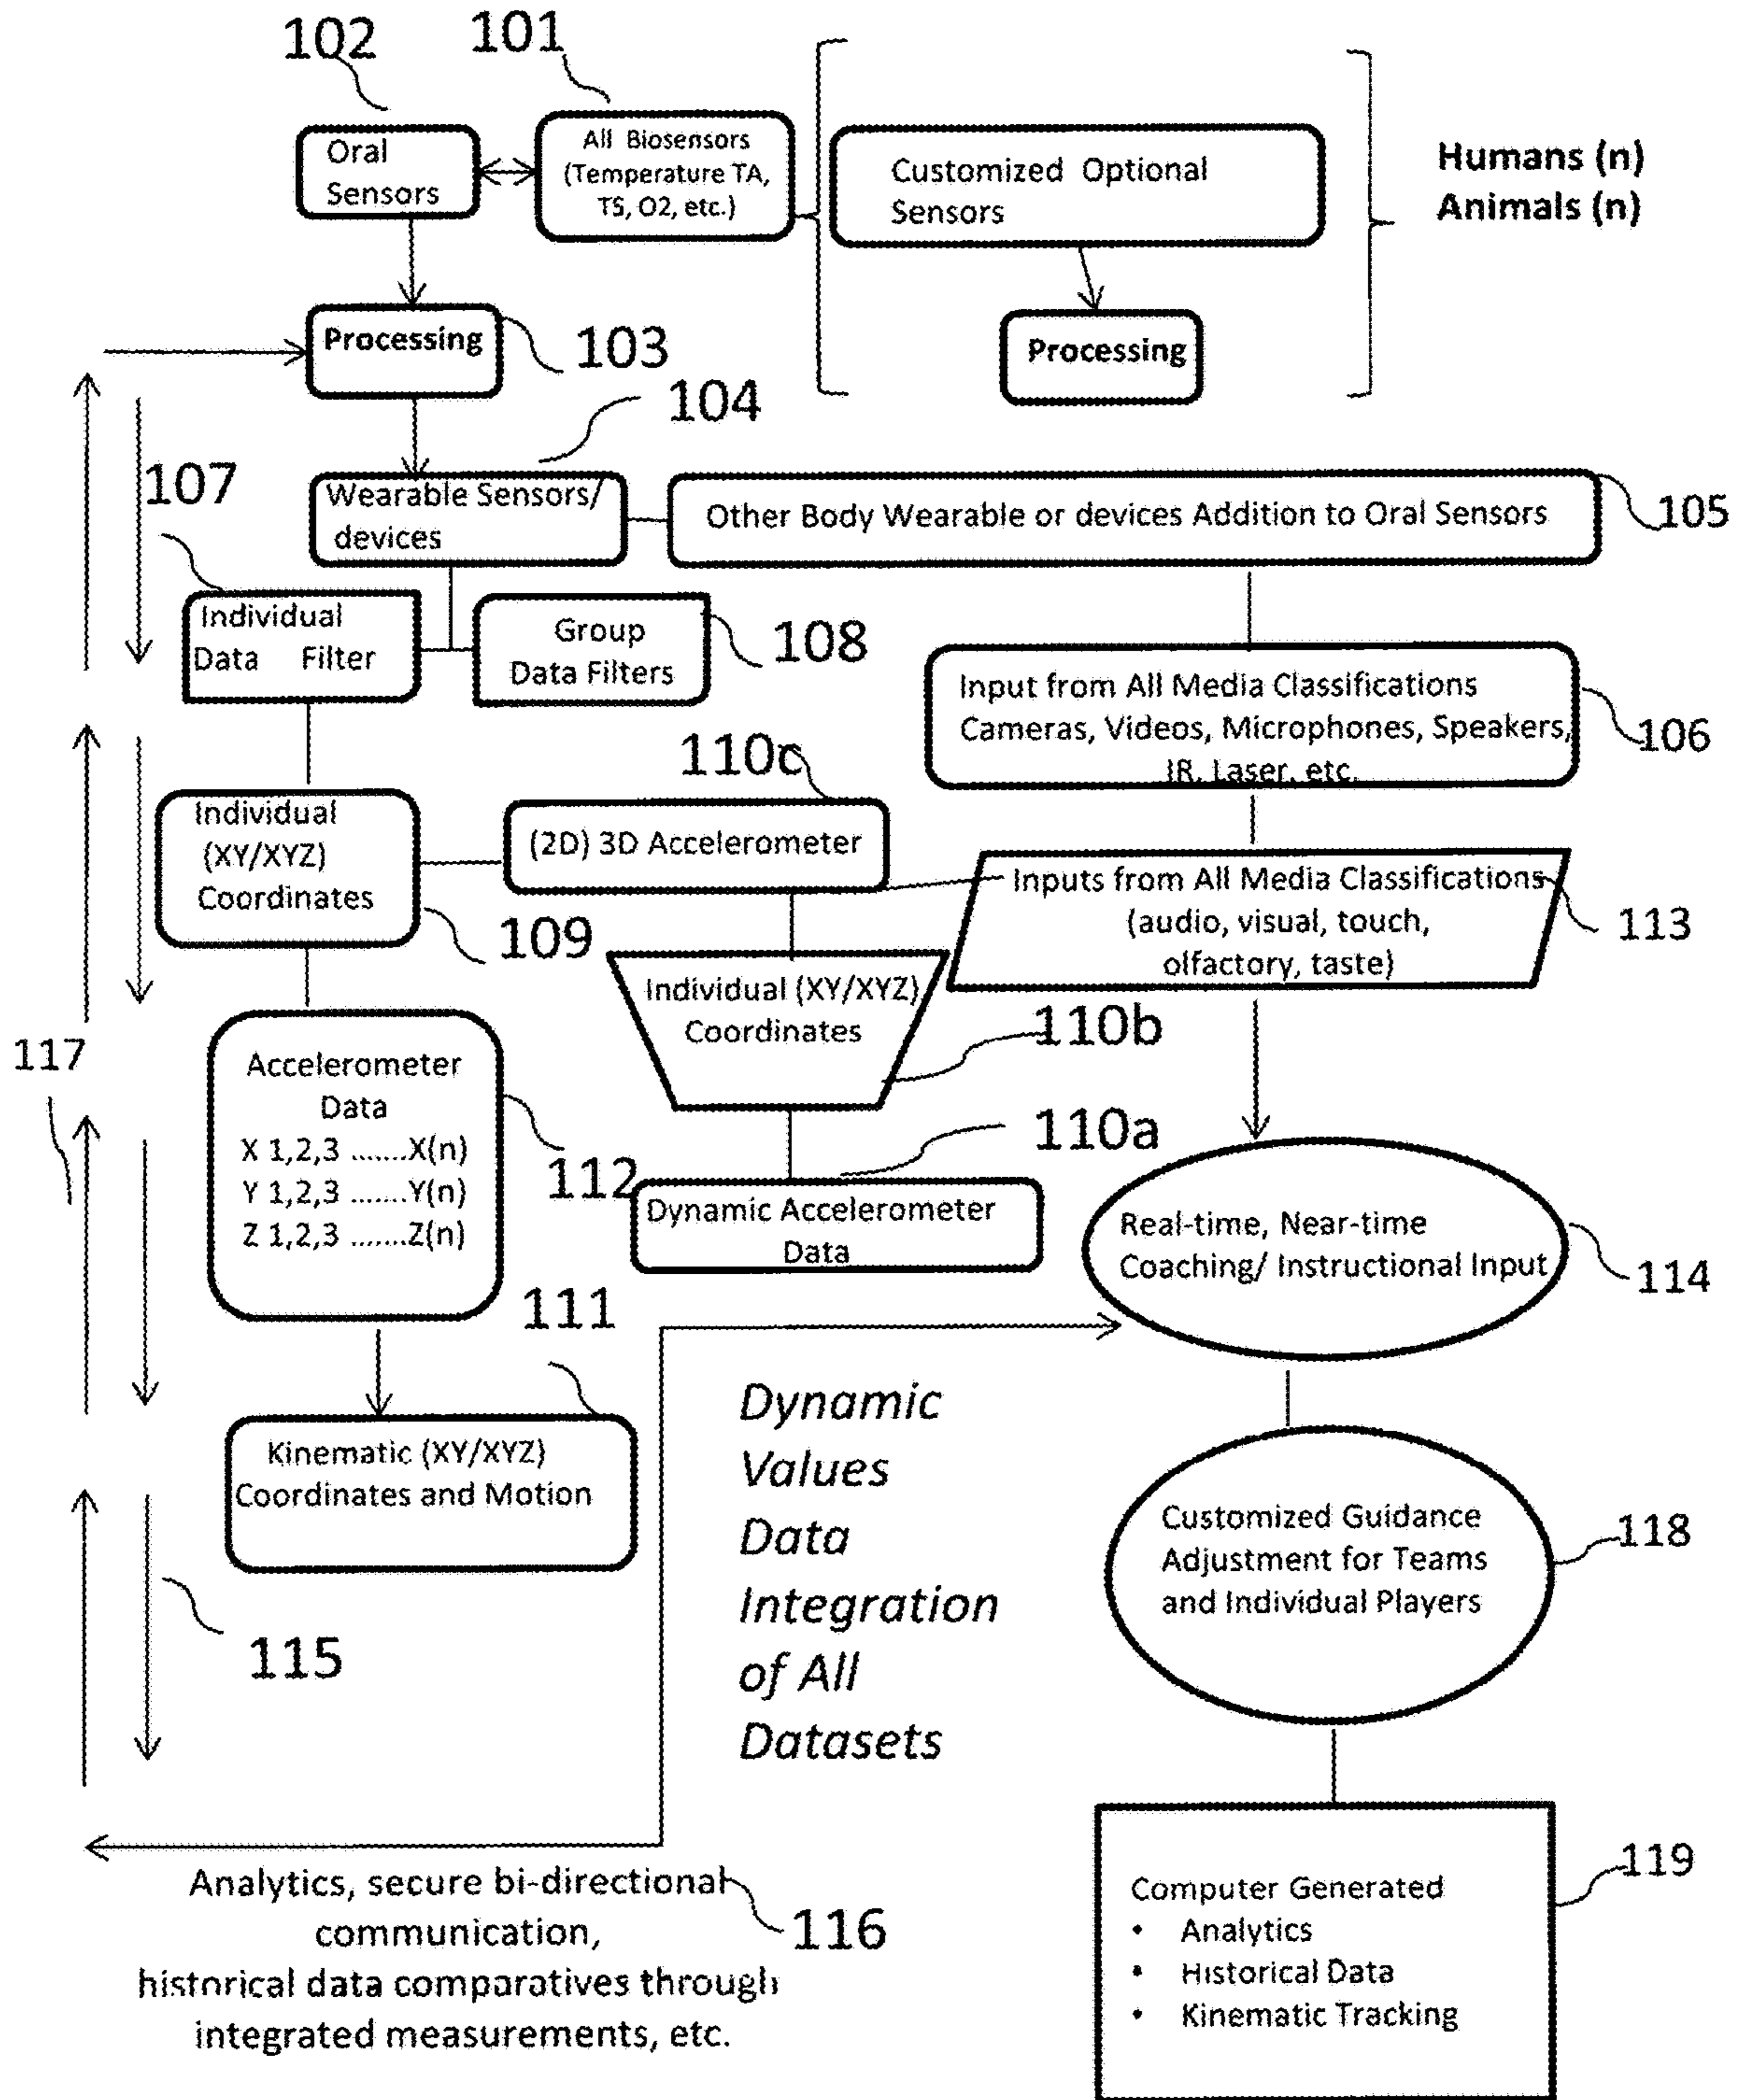 102
101
Oral
Sensors
All Biosensors
(Temperature TA,
TS, O2, etc.)
Customized Optional
Sensors
Humans (n)
Animals (n)
Processing
103
Processing
104
107
Wearable Sensors/
devices
Other Body Wearable or devices Addition to Oral Sensors
105
Individual
Data Filter
Group
Data Filters
108
Input from All Media Classifications
Cameras, Videos, Microphones, Speakers,
IR, Laser, etc.
106
110c
Individual
(XY/XYZ)
Coordinates
109
(2D) 3D Accelerometer
Inputs from All Media Classifications
(audio, visual, touch,
olfactory, taste)
113
Individual (XY/XYZ)
Coordinates
110b
117
Accelerometer
Data
X 1,2,3 .......X(n)
Y 1,2,3 .......Y(n)
Z 1,2,3 .......Z(n)
112
110a
Dynamic Accelerometer
Data
Real-time, Near-time
Coaching/ Instructional Input
114
111
Kinematic (XY/XYZ)
Coordinates and Motion
115
Dynamic
Values
Data
Integration
of All
Datasets
Customized Guidance
Adjustment for Teams
and Individual Players
118
Analytics, secure bi-directional
communication,
historical data comparatives through
integrated measurements, etc.
116
Computer Generated
• Analytics
• Historical Data
• Kinematic Tracking
119